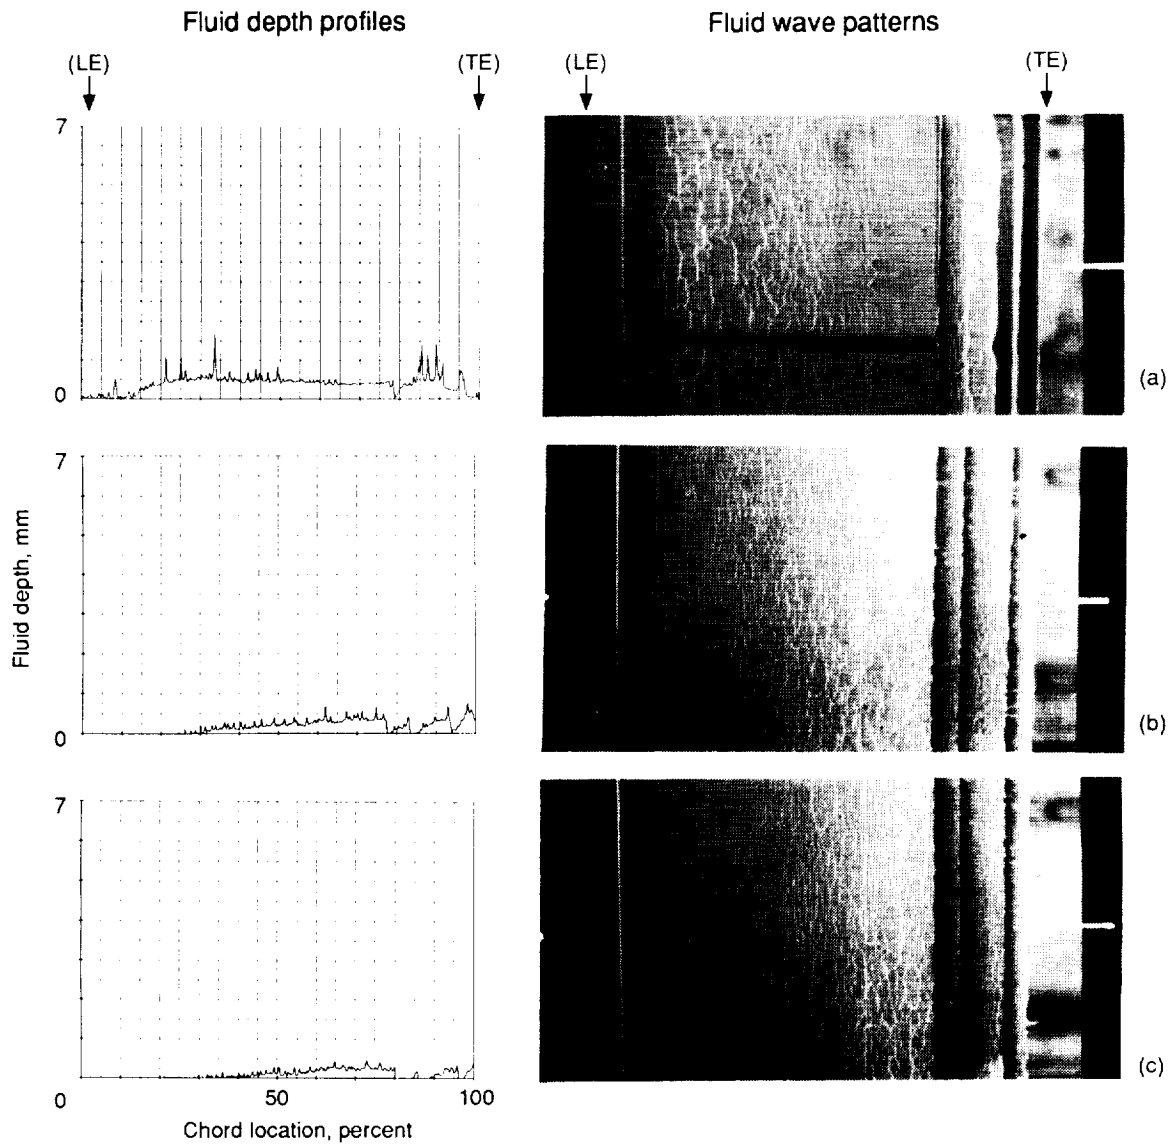 Fluid depth profiles
Fluid wave patterns
(LE)
(TE)
(LE)
(TE)
7
0
(a)
7
0
(b)
Fluid depth, mm
7
0
50
100
(c)
Chord location, percent